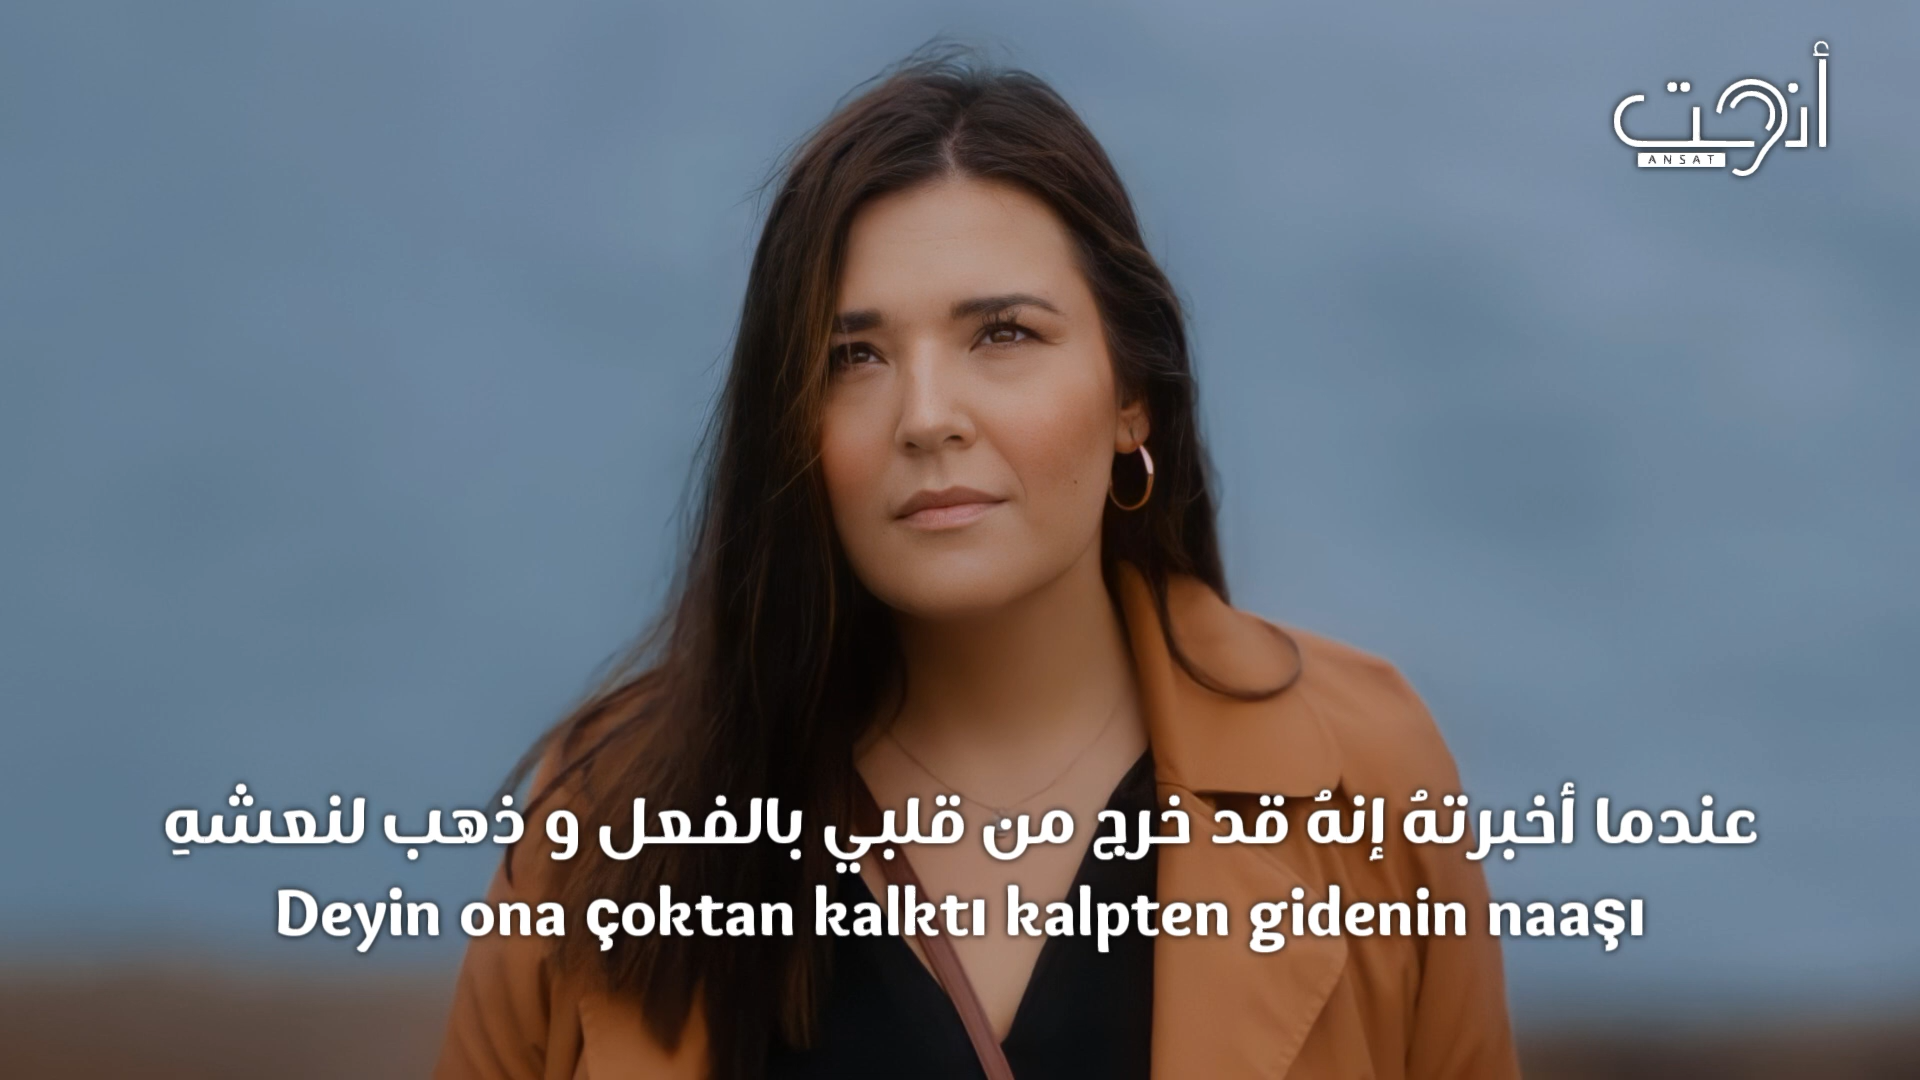 أنصت
ANSAT
عندما أخبرتهُ إنهُ قد خرج من قلبي بالفعل و ذهب لنعشهِ
Deyin ona çoktan kalktı kalpten gidenin naaşı